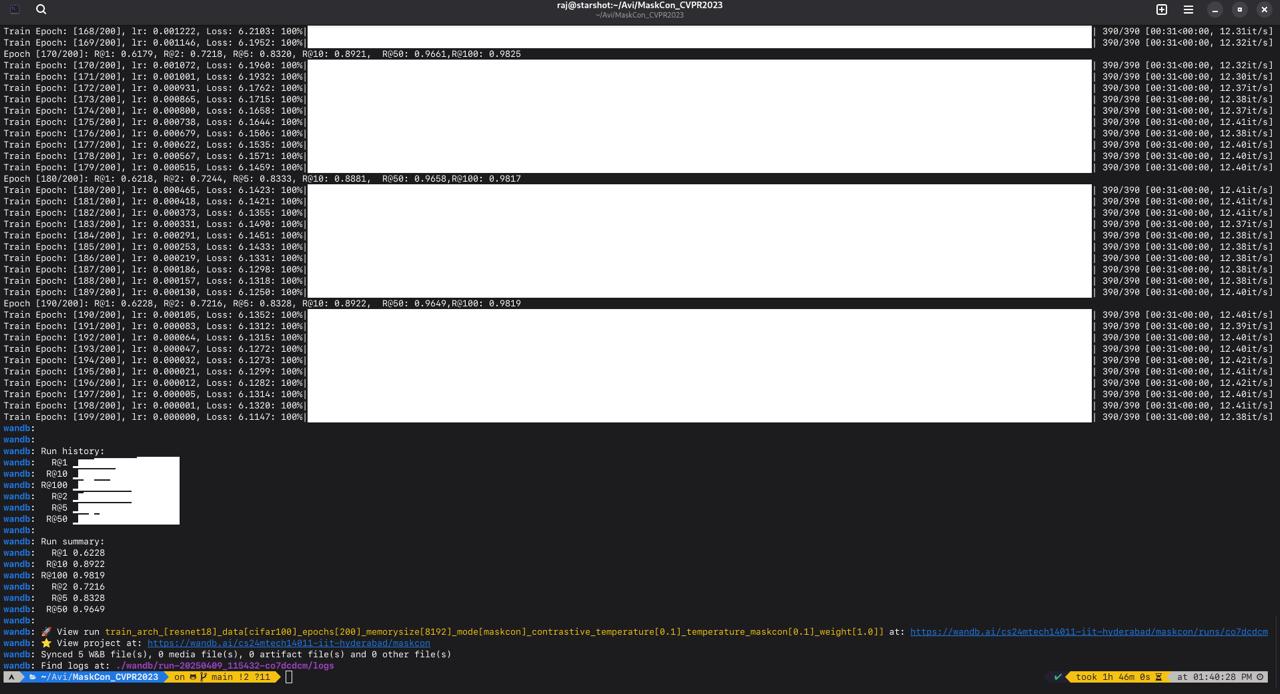 raj@starshot:~/Avi/MaskCon_CVPR2023
~/Avi/MaskCon_CVPR2023
Train Epoch: [168/200], lr: 0.001222, Loss: 6.2103: 100%| | 390/390 [00:31<00:00, 12.31it/s]
Train Epoch: [169/200], lr: 0.001146, Loss: 6.1952: 100%| | 390/390 [00:31<00:00, 12.32it/s]
Epoch [170/200]: R@1: 0.6179, R@2: 0.7218, R@5: 0.8320, R@10: 0.8921,  R@50: 0.9661,R@100: 0.9825
Train Epoch: [170/200], lr: 0.001072, Loss: 6.1960: 100%| | 390/390 [00:31<00:00, 12.32it/s]
Train Epoch: [171/200], lr: 0.001001, Loss: 6.1932: 100%| | 390/390 [00:31<00:00, 12.30it/s]
Train Epoch: [172/200], lr: 0.000931, Loss: 6.1762: 100%| | 390/390 [00:31<00:00, 12.37it/s]
Train Epoch: [173/200], lr: 0.000865, Loss: 6.1715: 100%| | 390/390 [00:31<00:00, 12.38it/s]
Train Epoch: [174/200], lr: 0.000800, Loss: 6.1658: 100%| | 390/390 [00:31<00:00, 12.37it/s]
Train Epoch: [175/200], lr: 0.000738, Loss: 6.1644: 100%| | 390/390 [00:31<00:00, 12.41it/s]
Train Epoch: [176/200], lr: 0.000679, Loss: 6.1506: 100%| | 390/390 [00:31<00:00, 12.38it/s]
Train Epoch: [177/200], lr: 0.000622, Loss: 6.1535: 100%| | 390/390 [00:31<00:00, 12.40it/s]
Train Epoch: [178/200], lr: 0.000567, Loss: 6.1571: 100%| | 390/390 [00:31<00:00, 12.40it/s]
Train Epoch: [179/200], lr: 0.000515, Loss: 6.1459: 100%| | 390/390 [00:31<00:00, 12.40it/s]
Epoch [180/200]: R@1: 0.6218, R@2: 0.7244, R@5: 0.8333, R@10: 0.8881,  R@50: 0.9658,R@100: 0.9817
Train Epoch: [180/200], lr: 0.000465, Loss: 6.1423: 100%| | 390/390 [00:31<00:00, 12.41it/s]
Train Epoch: [181/200], lr: 0.000418, Loss: 6.1421: 100%| | 390/390 [00:31<00:00, 12.41it/s]
Train Epoch: [182/200], lr: 0.000373, Loss: 6.1355: 100%| | 390/390 [00:31<00:00, 12.41it/s]
Train Epoch: [183/200], lr: 0.000331, Loss: 6.1490: 100%| | 390/390 [00:31<00:00, 12.37it/s]
Train Epoch: [184/200], lr: 0.000291, Loss: 6.1451: 100%| | 390/390 [00:31<00:00, 12.38it/s]
Train Epoch: [185/200], lr: 0.000253, Loss: 6.1433: 100%| | 390/390 [00:31<00:00, 12.38it/s]
Train Epoch: [186/200], lr: 0.000219, Loss: 6.1331: 100%| | 390/390 [00:31<00:00, 12.38it/s]
Train Epoch: [187/200], lr: 0.000186, Loss: 6.1298: 100%| | 390/390 [00:31<00:00, 12.38it/s]
Train Epoch: [188/200], lr: 0.000157, Loss: 6.1318: 100%| | 390/390 [00:31<00:00, 12.38it/s]
Train Epoch: [189/200], lr: 0.000130, Loss: 6.1250: 100%| | 390/390 [00:31<00:00, 12.40it/s]
Epoch [190/200]: R@1: 0.6228, R@2: 0.7216, R@5: 0.8328, R@10: 0.8922,  R@50: 0.9649,R@100: 0.9819
Train Epoch: [190/200], lr: 0.000105, Loss: 6.1352: 100%| | 390/390 [00:31<00:00, 12.40it/s]
Train Epoch: [191/200], lr: 0.000083, Loss: 6.1312: 100%| | 390/390 [00:31<00:00, 12.39it/s]
Train Epoch: [192/200], lr: 0.000064, Loss: 6.1315: 100%| | 390/390 [00:31<00:00, 12.40it/s]
Train Epoch: [193/200], lr: 0.000047, Loss: 6.1272: 100%| | 390/390 [00:31<00:00, 12.40it/s]
Train Epoch: [194/200], lr: 0.000032, Loss: 6.1273: 100%| | 390/390 [00:31<00:00, 12.42it/s]
Train Epoch: [195/200], lr: 0.000021, Loss: 6.1299: 100%| | 390/390 [00:31<00:00, 12.41it/s]
Train Epoch: [196/200], lr: 0.000012, Loss: 6.1282: 100%| | 390/390 [00:31<00:00, 12.42it/s]
Train Epoch: [197/200], lr: 0.000005, Loss: 6.1314: 100%| | 390/390 [00:31<00:00, 12.40it/s]
Train Epoch: [198/200], lr: 0.000001, Loss: 6.1320: 100%| | 390/390 [00:31<00:00, 12.41it/s]
Train Epoch: [199/200], lr: 0.000000, Loss: 6.1147: 100%| | 390/390 [00:31<00:00, 12.38it/s]
wandb:
wandb:
wandb: Run history:
wandb:   R@1
wandb:  R@10
wandb: R@100
wandb:   R@2
wandb:   R@5
wandb:  R@50
wandb:
wandb: Run summary:
wandb:   R@1 0.6228
wandb:  R@10 0.8922
wandb: R@100 0.9819
wandb:   R@2 0.7216
wandb:   R@5 0.8328
wandb:  R@50 0.9649
wandb:
wandb: 🚀 View run train_arch_[resnet18]_data[cifar100]_epochs[200]_memorysize[8192]_mode[maskcon]_contrastive_temperature[0.1]_temperature_maskcon[0.1]_weight[1.0]] at: https://wandb.ai/cs24mtech14011-iit-hyderabad/maskcon/runs/co7dcdcm
wandb: ⭐ View project at: https://wandb.ai/cs24mtech14011-iit-hyderabad/maskcon
wandb: Synced 5 W&B file(s), 0 media file(s), 0 artifact file(s) and 0 other file(s)
wandb: Find logs at: ./wandb/run-20250409_115432-co7dcdcm/logs
~/Avi/MaskCon_CVPR2023 on main !2 ?11 ✔ took 1h 46m 0s at 01:40:28 PM